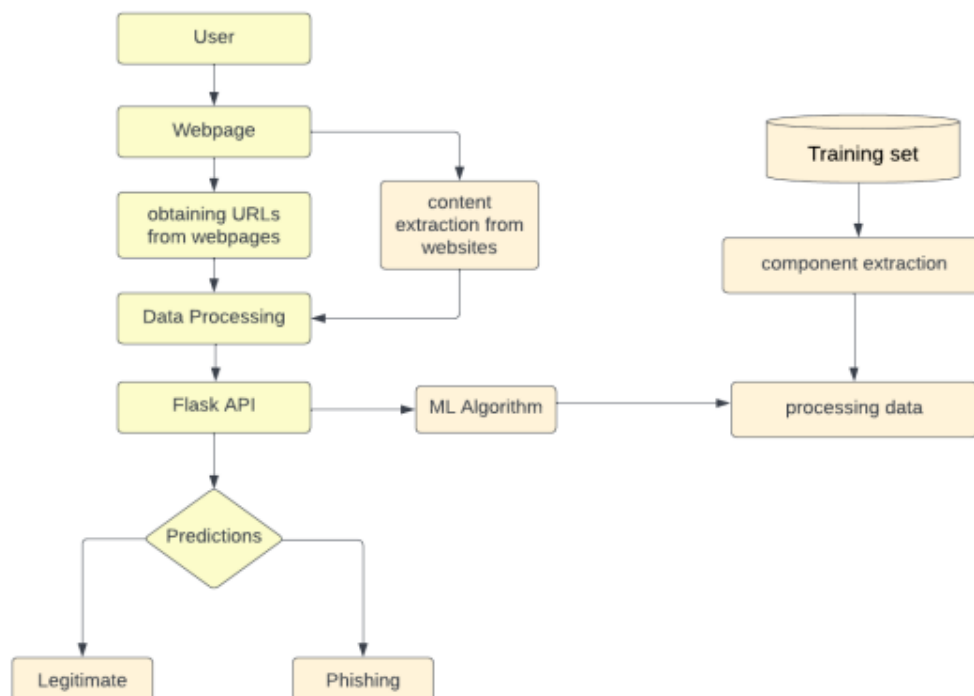 User
Webpage
Training set
obtaining URLs
from webpages
content
extraction from
websites
component extraction
Data Processing
Flask API
ML Algorithm
processing data
Predictions
Legitimate
Phishing